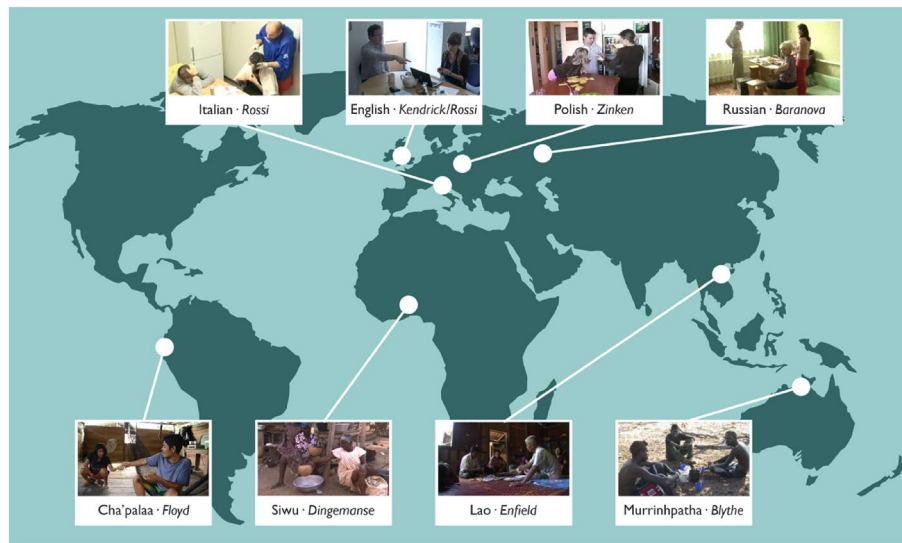 Italian · Rossi
English · Kendrick/Rossi
Polish · Zinken
Russian · Baranova
Cha'palaa · Floyd
Siwu · Dingemanse
Lao · Enfield
Murrinhpatha · Blythe